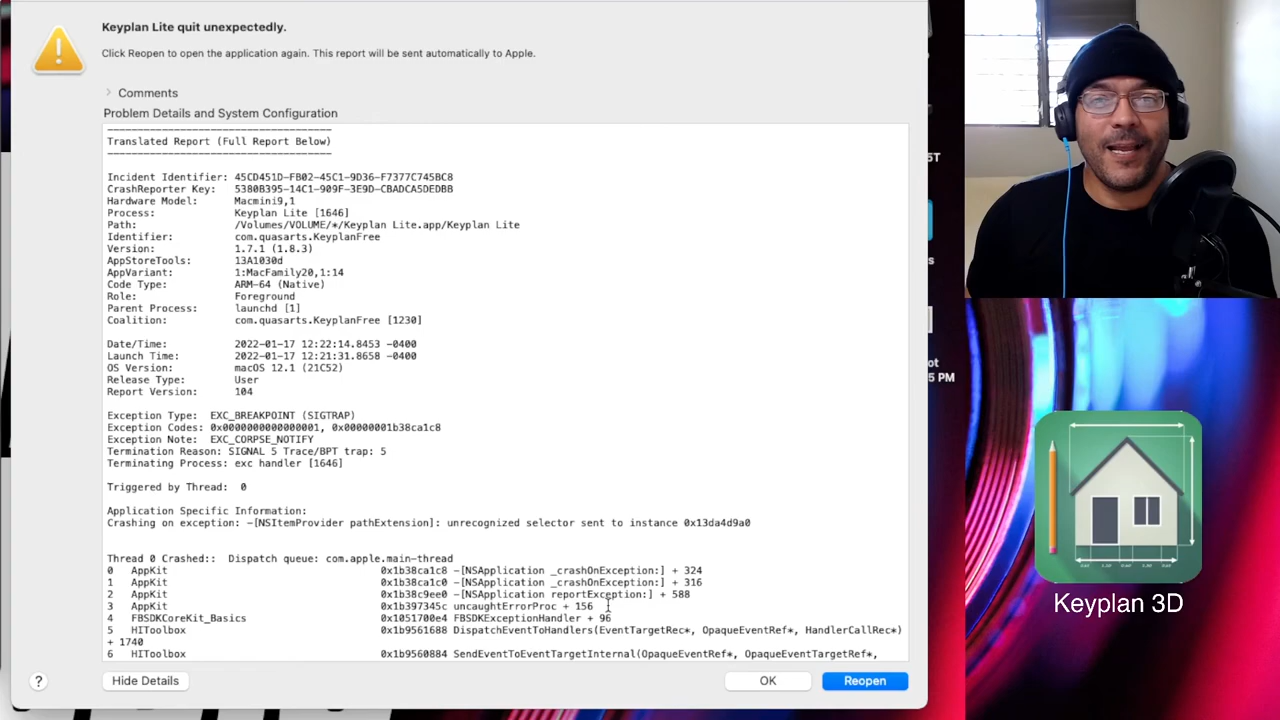 Keyplan Lite quit unexpectedly.
Click Reopen to open the application again. This report will be sent automatically to Apple.
Comments
Problem Details and System Configuration
-------------------------------------
Translated Report (Full Report Below)
-------------------------------------
Incident Identifier: 45CD451D-FB02-45C1-9D36-F7377C745BC8
CrashReporter Key: 5380B395-14C1-909F-3E9D-CBADCA5DEDBB
Hardware Model: Macmini9,1
Process: Keyplan Lite [1646]
Path: /Volumes/VOLUME/*/Keyplan Lite.app/Keyplan Lite
Identifier: com.quasarts.KeyplanFree
Version: 1.7.1 (1.8.3)
AppStoreTools: 13A1030d
AppVariant: 1:MacFamily20,1:14
Code Type: ARM-64 (Native)
Role: Foreground
Parent Process: launchd [1]
Coalition: com.quasarts.KeyplanFree [1230]
Date/Time: 2022-01-17 12:22:14.8453 -0400
Launch Time: 2022-01-17 12:21:31.8658 -0400
OS Version: macOS 12.1 (21C52)
Release Type: User
Report Version: 104
Exception Type: EXC_BREAKPOINT (SIGTRAP)
Exception Codes: 0x0000000000000001, 0x00000001b38ca1c8
Exception Note: EXC_CORPSE_NOTIFY
Termination Reason: SIGNAL 5 Trace/BPT trap: 5
Terminating Process: exc handler [1646]
Triggered by Thread: 0
Application Specific Information:
Crashing on exception: -[NSItemProvider pathExtension]: unrecognized selector sent to instance 0x13da4d9a0
Thread 0 Crashed:: Dispatch queue: com.apple.main-thread
0 AppKit 0x1b38ca1c8 -[NSApplication _crashOnException:] + 324
1 AppKit 0x1b38ca1c0 -[NSApplication _crashOnException:] + 316
2 AppKit 0x1b38c9ee0 -[NSApplication reportException:] + 588
3 AppKit 0x1b397345c uncaughtErrorProc + 156
4 FBSDKCoreKit_Basics 0x1051700e4 FBSDKExceptionHandler + 96
5 HIToolbox 0x1b9561688 DispatchEventToHandlers(EventTargetRec*, OpaqueEventRef*, HandlerCallRec*)
+ 1740
6 HIToolbox 0x1b9560884 SendEventToEventTargetInternal(OpaqueEventRef*, OpaqueEventTargetRef*,
? Hide Details OK Reopen
5T
s
ot
5 PM
Keyplan 3D